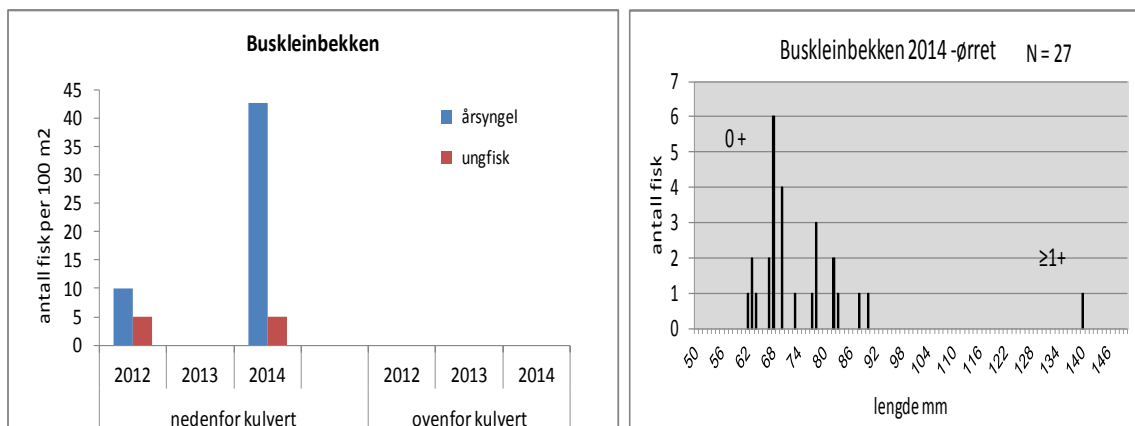 Buskleinbekken
antall fisk per 100 m2
45
40
35
30
25
20
15
10
5
0
årsyngel
ungfisk
2012 2013 2014 2012 2013 2014
nedenfor kulvert ovenfor kulvert
Buskleinbekken 2014 -ørret N = 27
antall fisk
7
6
5
4
3
2
1
0
0 +
≥1+
50 56 62 68 74 80 86 92 98 104 110 116 122 128 134 140 146
lengde mm